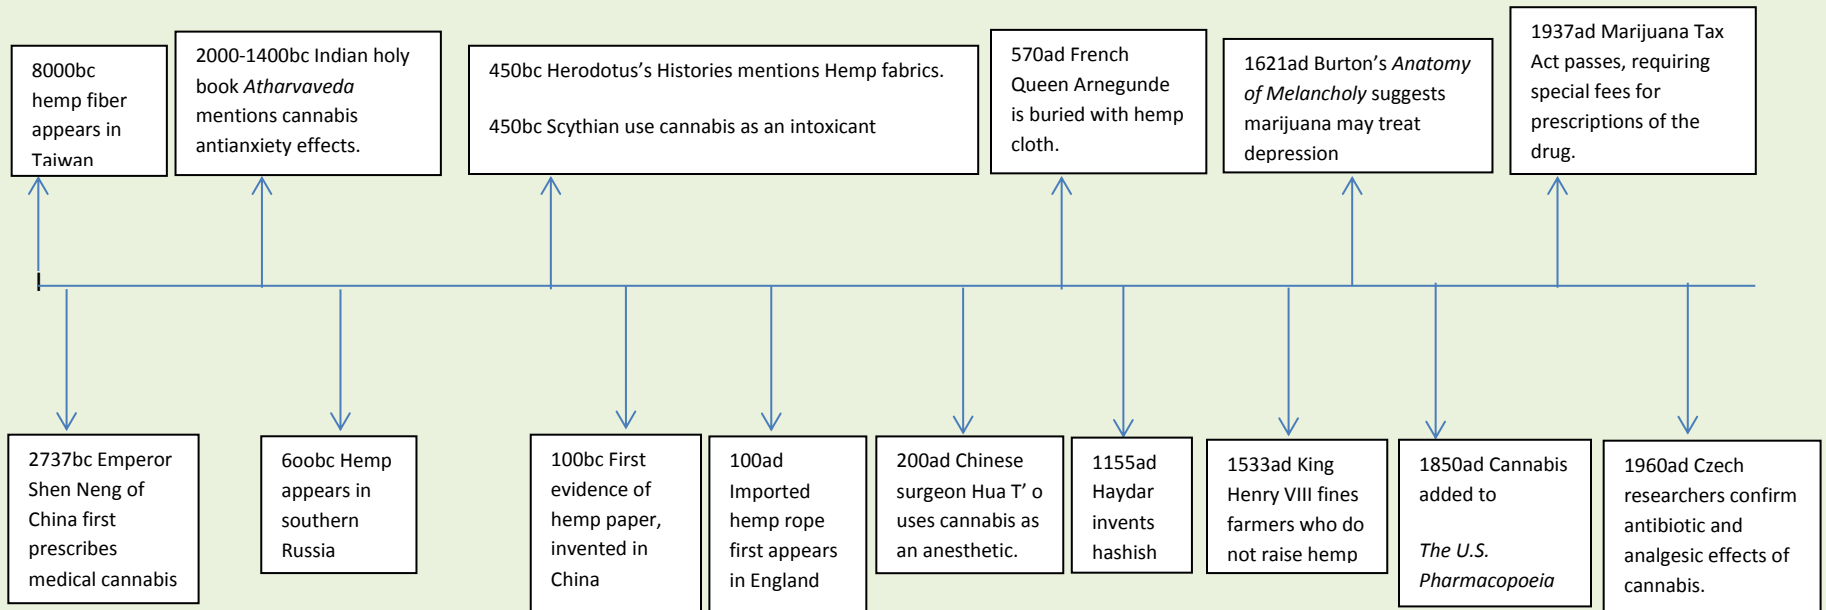 8000bc
hemp fiber
appears in
Taiwan
2000-1400bc Indian holy
book Atharvaveda
mentions cannabis
antianxiety effects.
450bc Herodotus's Histories mentions Hemp fabrics.
450bc Scythian use cannabis as an intoxicant
570ad French
Queen Arnegunde
is buried with hemp
cloth.
1621ad Burton's Anatomy
of Melancholy suggests
marijuana may treat
depression
1937ad Marijuana Tax
Act passes, requiring
special fees for
prescriptions of the
drug.
2737bc Emperor
Shen Neng of
China first
prescribes
medical cannabis
6oobc Hemp
appears in
southern
Russia
100bc First
evidence of
hemp paper,
invented in
China
100ad
Imported
hemp rope
first appears
in England
200ad Chinese
surgeon Hua T' o
uses cannabis as
an anesthetic.
1155ad
Haydar
invents
hashish
1533ad King
Henry VIII fines
farmers who do
not raise hemp
1850ad Cannabis
added to
The U.S.
Pharmacopoeia
1960ad Czech
researchers confirm
antibiotic and
analgesic effects of
cannabis.